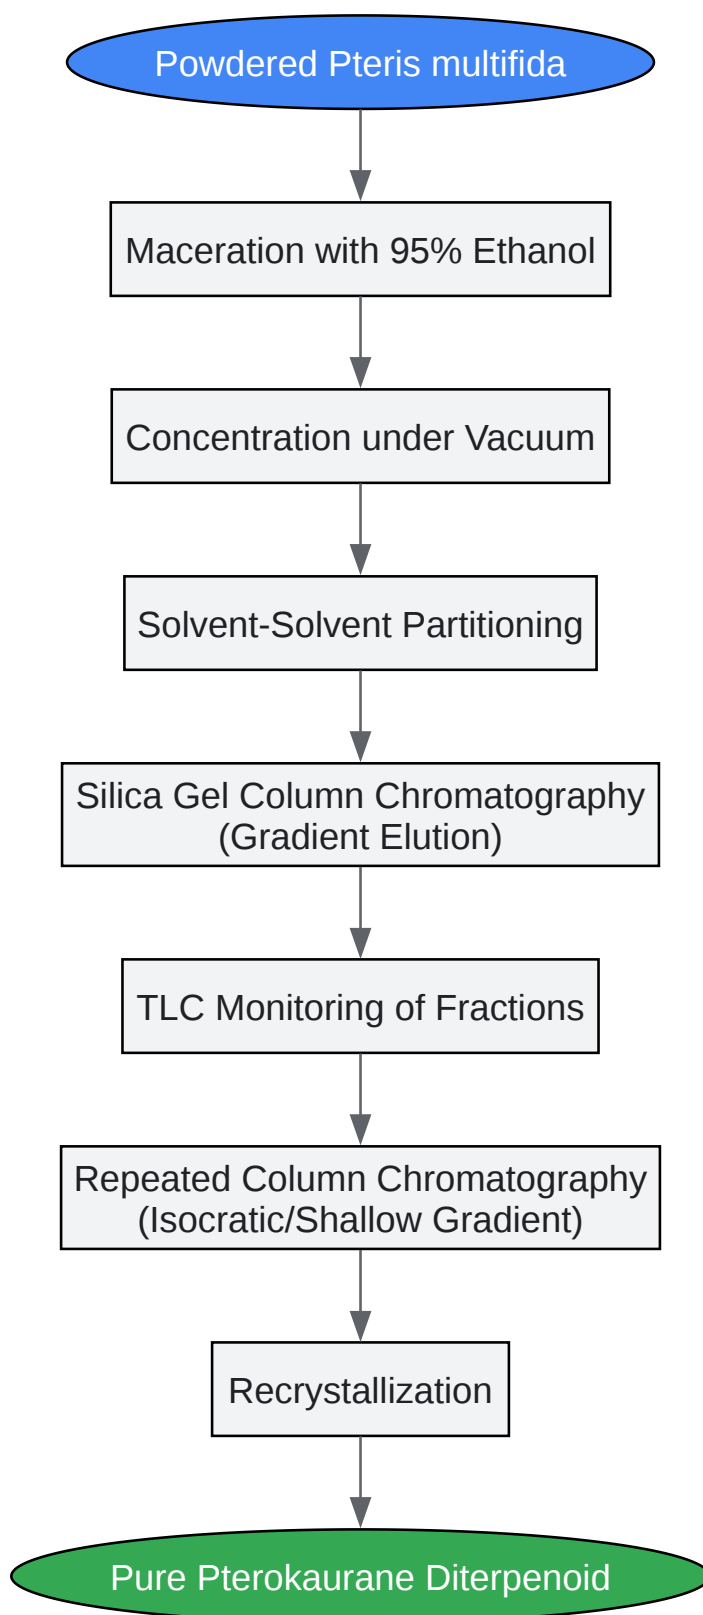 Powdered Pteris multifida
Maceration with 95% Ethanol
Concentration under Vacuum
Solvent-Solvent Partitioning
Silica Gel Column Chromatography
(Gradient Elution)
TLC Monitoring of Fractions
Repeated Column Chromatography
(Isocratic/Shallow Gradient)
Recrystallization
Pure Pterokaurane Diterpenoid